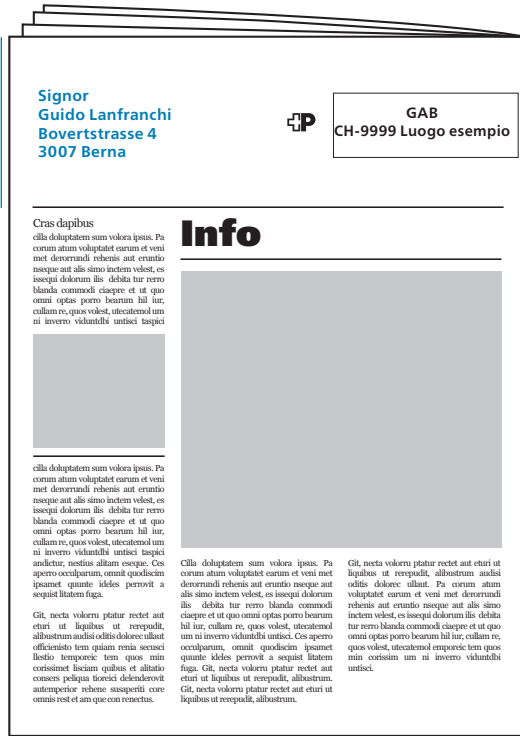 Signor
Guido Lanfranchi
Bovertstrasse 4
3007 Berna
P
GAB
CH-9999 Luogo esempio
Cras dapibus
cilla doluptatem sum volora ipsus. Pa
corum atum voluptatet earum et veni
met derorrundi rehenis aut eruntio
nseque aut alis simo inctem velest, es
issequi dolorum ilis debita tur rerro
blanda commodi ciaepre et ut quo
omni optas porro bearum hil iur,
cullam re, quos volest, utecatemol um
ni inverro viduntdbi untisci taspici
cilla doluptatem sum volora ipsus. Pa
corum atum voluptatet earum et veni
met derorrundi rehenis aut eruntio
nseque aut alis simo inctem velest, es
issequi dolorum ilis debita tur rerro
blanda commodi ciaepre et ut quo
omni optas porro bearum hil iur,
cullam re, quos volest, utecatemol um
ni inverro viduntdbi untisci taspici
andictur, nestius alitam eseque. Ces
aperro occulparum, omnit quodiscim
ipsamet quunte ideles perrovit a
sequist litatem fuga.
Git, necta volorru ptatur rectet aut
eturi ut liquibus ut rerepudit,
alibustrum audisi oditis dolorec ullaut
officienisto tem quiam renia secusci
llestio temporeic tem quos min
corissimet lisciam quibus et alitatio
consers peliqua tioreici delenderovit
autemperior rehene susaperiti core
omnis rest et am que con renectus.
Info
Cilla doluptatem sum volora ipsus. Pa
corum atum voluptatet earum et veni met
derorrundi rehenis aut eruntio nseque aut
alis simo inctem velest, es issequi dolorum
ilis debita tur rerro blanda commodi
ciaepre et ut quo omni optas porro bearum
hil iur, cullam re, quos volest, utecatemol
um ni inverro viduntdbi untisci. Ces aperro
occulparum, omnit quodiscim ipsamet
quunte ideles perrovit a sequist litatem
fuga. Git, necta volorru ptatur rectet aut
eturi ut liquibus ut rerepudit, alibustrum.
Git, necta volorru ptatur rectet aut eturi ut
liquibus ut rerepudit, alibustrum.
Git, necta volorru ptatur rectet aut eturi ut
liquibus ut rerepudit, alibustrum audisi
oditis dolorec ullaut. Pa corum atum
voluptatet earum et veni met derorrundi
rehenis aut eruntio nseque aut alis simo
inctem velest, es issequi dolorum ilis debita
tur rerro blanda commodi ciaepre et ut quo
omni optas porro bearum hil iur, cullam re,
quos volest, utecatemol emporeic tem quos
min corissim um ni inverro viduntdbi
untisci.